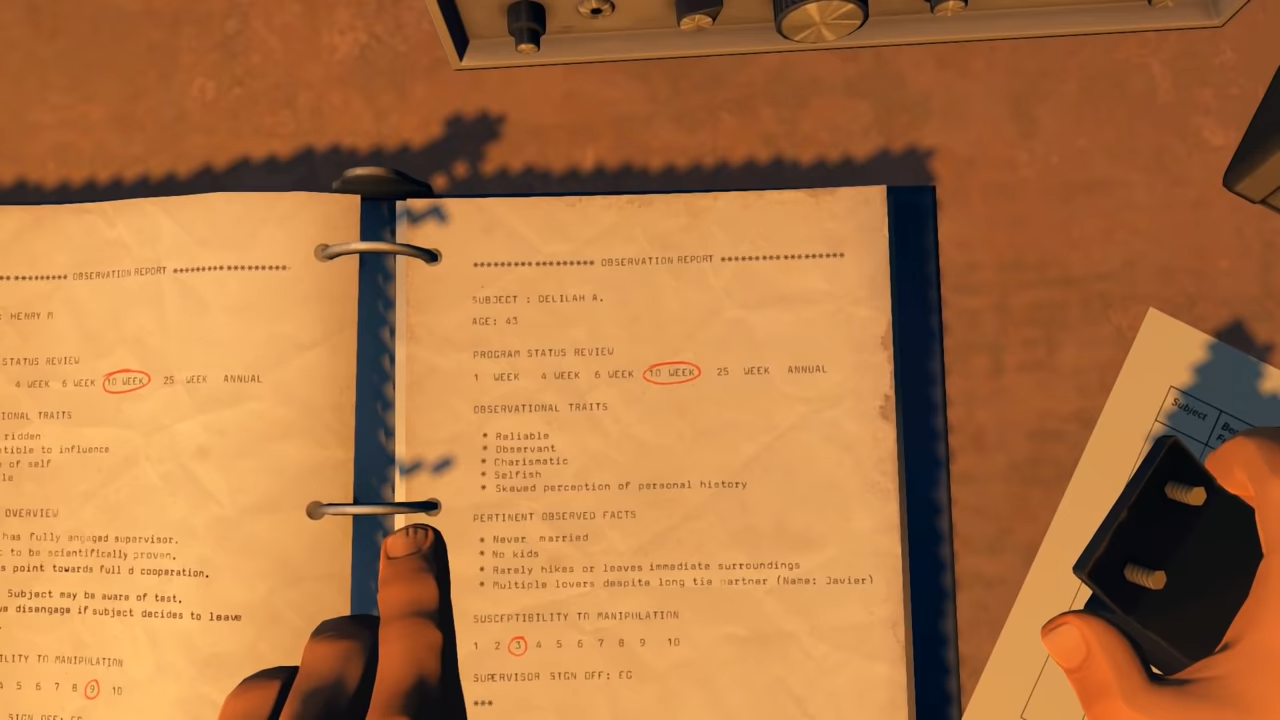 ******** OBSERVATION REPORT *****************
: HENRY M
STATUS REVIEW
4 WEEK 6 WEEK 10 WEEK 25 WEEK ANNUAL
IONAL TRAITS
ridden
tible to influence
of self
OVERVIEW
has fully engaged supervisor.
to be scientifically proven.
s point towards full d cooperation.
Subject may be aware of test.
disengage if subject decides to leave
ILITY TO MANIPULATION
5 6 7 8 9 10
SIGN OFF: EG
****************** OBSERVATION REPORT ******************
SUBJECT : DELILAH A.
AGE: 43
PROGRAM STATUS REVIEW
1 WEEK 4 WEEK 6 WEEK 10 WEEK 25 WEEK ANNUAL
OBSERVATIONAL TRAITS
* Reliable
* Observant
* Charismatic
* Selfish
* Skewed perception of personal history
PERTINENT OBSERVED FACTS
* Never married
* No kids
* Rarely hikes or leaves immediate surroundings
* Multiple lovers despite long tie partner (Name: Javier)
SUSCEPTIBILITY TO MANIPULATION
1 2 3 4 5 6 7 8 9 10
SUPERVISOR SIGN OFF: EG
***
Subject